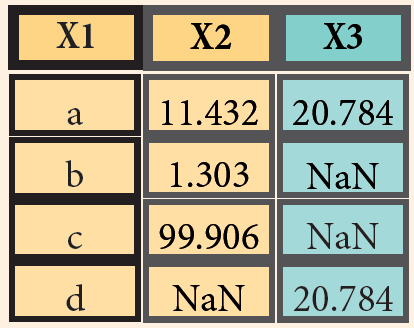 X1 X2 X3
a 11.432 20.784
b 1.303 NaN
c 99.906 NaN
d NaN 20.784